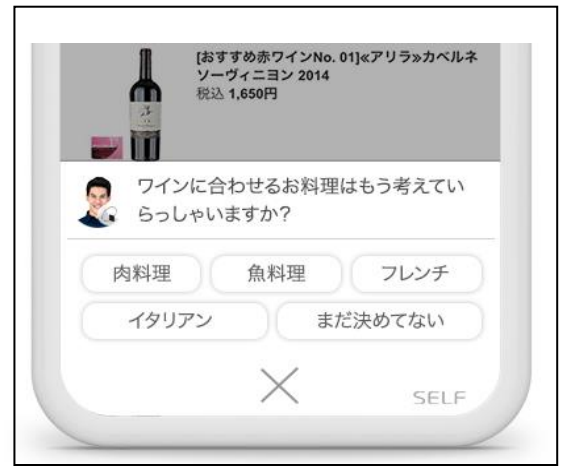 [おすすめ赤ワインNo. 01]≪アリラ≫カベルネ
ソーヴィニヨン 2014
税込 1,650円
ワインに合わせるお料理はもう考えてい
らっしゃいますか?
肉料理
魚料理
フレンチ
イタリアン
まだ決めてない
SELF